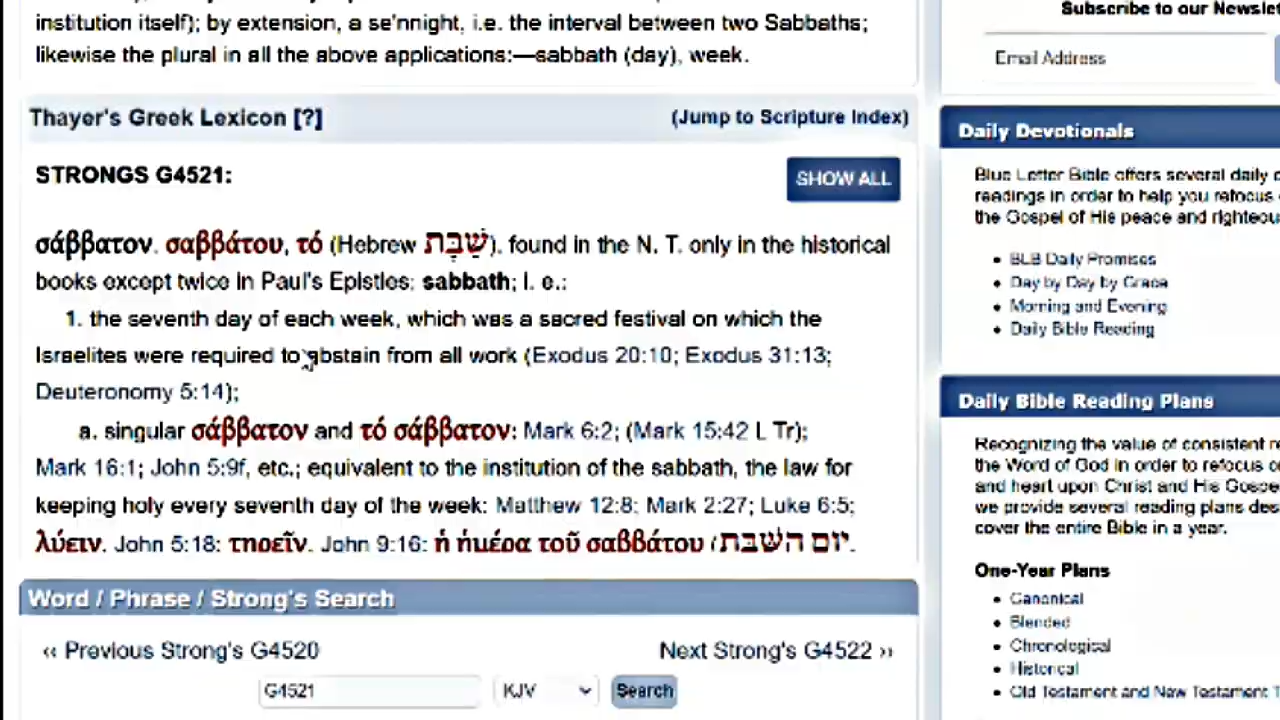 institution itself); by extension, a se'nnight, i.e. the interval between two Sabbaths;
likewise the plural in all the above applications:—sabbath (day), week.
Thayer's Greek Lexicon [?]
(Jump to Scripture Index)
STRONGS G4521:
SHOW ALL
σάββατον, σαββάτου, τό (Hebrew שַׁבָּת), found in the N. T. only in the historical
books except twice in Paul's Epistles; sabbath; i. e.:
1. the seventh day of each week, which was a sacred festival on which the
Israelites were required to abstain from all work (Exodus 20:10; Exodus 31:13;
Deuteronomy 5:14);
a. singular σάββατον and τό σάββατον: Mark 6:2; (Mark 15:42 L Tr);
Mark 16:1; John 5:9f, etc.; equivalent to the institution of the sabbath, the law for
keeping holy every seventh day of the week: Matthew 12:8; Mark 2:27; Luke 6:5;
λύειν, John 5:18; τηρεῖν, John 9:16; ἡ ἡμέρα τοῦ σαββάτου (יום השבת,
Word / Phrase / Strong's Search
‹‹ Previous Strong's G4520
Next Strong's G4522 ››
G4521
KJV
Search
Subscribe to our
Email Address
Daily Devotionals
Blue Letter Bible offers several daily
readings in order to help you refocus
the Gospel of His peace and
BLB Daily Promises
Day by Day by Grace
Morning and Evening
Daily Bible Reading
Daily Bible Reading Plans
Recognizing the value of consistent
the Word of God in order to refocus
and heart upon Christ and His
we provide several reading plans
cover the entire Bible in a year.
One-Year Plans
Canonical
Blended
Chronological
Historical
Old Testament and New Testament